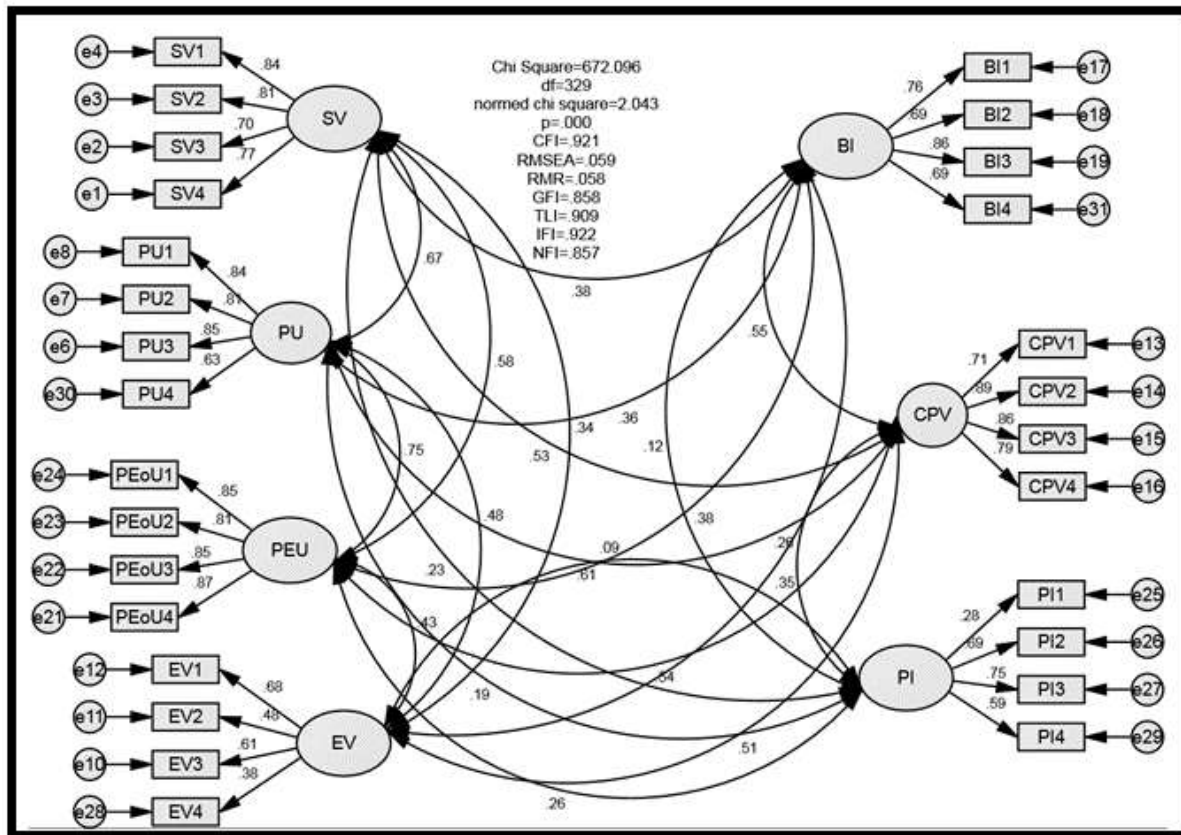 e4 SV1 .84
e3 SV2 .81
e2 SV3 .70
e1 SV4 .77
SV
Chi Square=672.096
df=329
normed chi square=2.043
p=.000
CFI=.921
RMSEA=.059
RMR=.058
GFI=.858
TLI=.909
IFI=.922
NFI=.857
BI
.76 BI1 e17
.69 BI2 e18
.86 BI3 e19
.69 BI4 e31
e8 PU1 .84
e7 PU2 .81
e6 PU3 .85
e30 PU4 .63
PU
.67
.38
.58
.55
CPV
.71 CPV1 e13
.89 CPV2 e14
.86 CPV3 e15
.79 CPV4 e16
.34
.36
.75
.53
.12
e24 PEoU1 .85
e23 PEoU2 .81
e22 PEoU3 .85
e21 PEoU4 .87
PEU
.48
.38
.09
.26
.23
.61
.35
PI
.28 PI1 e25
.69 PI2 e26
.75 PI3 e27
.59 PI4 e29
e12 EV1 .68
e11 EV2 .48
e10 EV3 .61
e28 EV4 .38
EV
.43
.19
.54
.51
.26